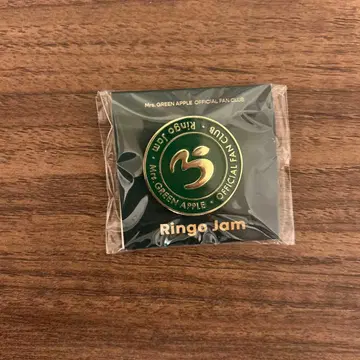 Mrs. GREEN APPLE OFFICIAL FAN CLUB
Ringo Jam • Mrs. GREEN APPLE • OFFICIAL FAN CLUB •
Ringo Jam